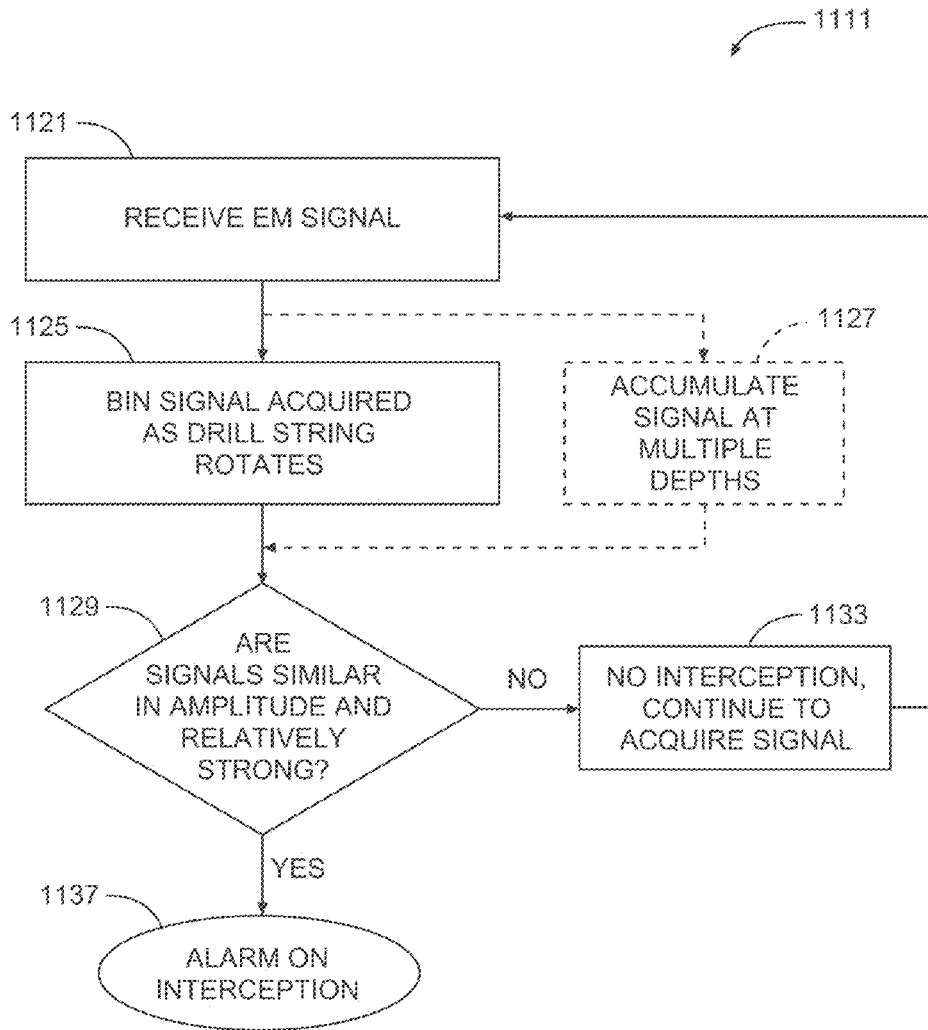 1111
1121
RECEIVE EM SIGNAL
1125
BIN SIGNAL ACQUIRED
AS DRILL STRING
ROTATES
1127
ACCUMULATE
SIGNAL AT
MULTIPLE
DEPTHS
1129
ARE
SIGNALS SIMILAR
IN AMPLITUDE AND
RELATIVELY
STRONG?
NO
1133
NO INTERCEPTION,
CONTINUE TO
ACQUIRE SIGNAL
YES
1137
ALARM ON
INTERCEPTION